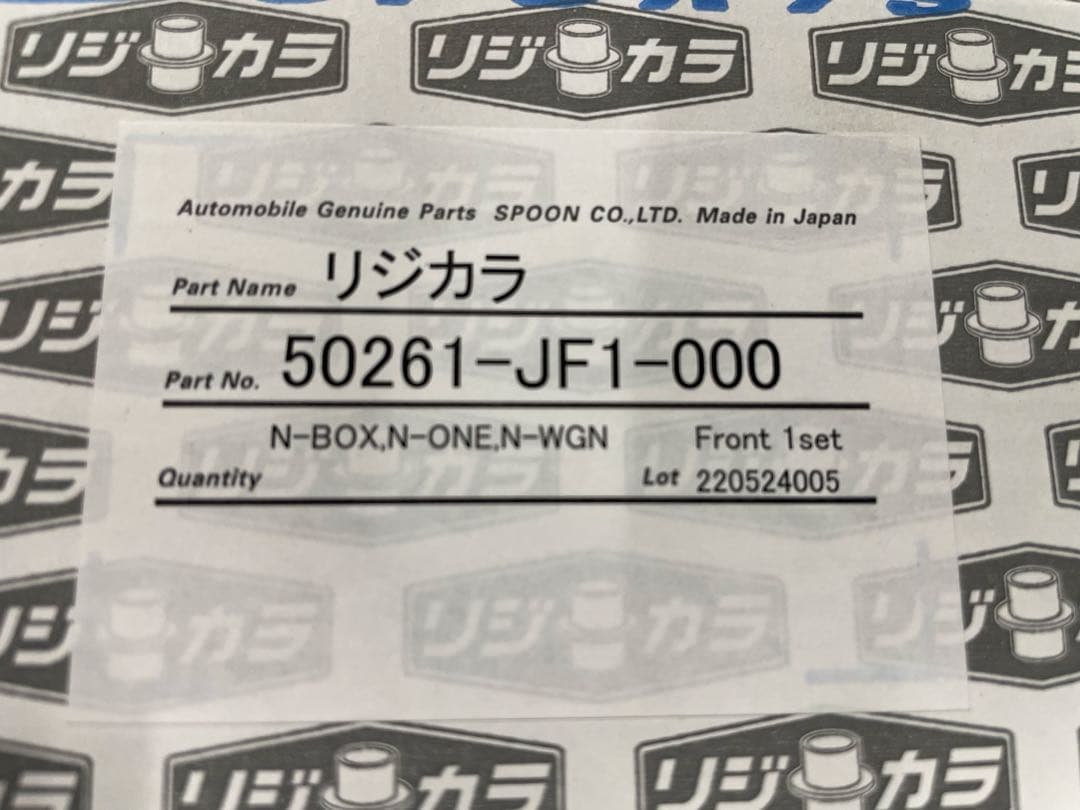 リジカラ リジカラ リジカ
カラ リ
Automobile Genuine Parts SPOON CO.,LTD. Made in Japan
Part Name リジカラ
Part No. 50261-JF1-000
N-BOX,N-ONE,N-WGN Front 1set
Quantity Lot 220524005
リジカラ リジカラ